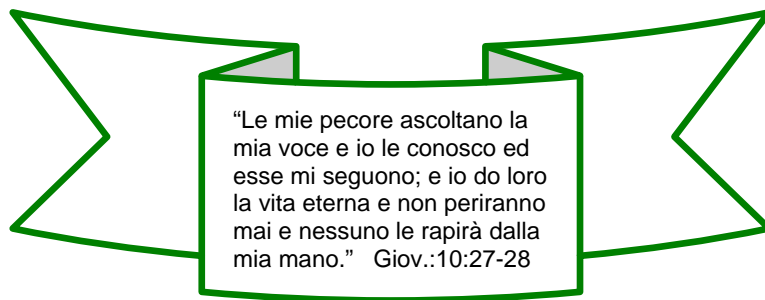 “Le mie pecore ascoltano la
mia voce e io le conosco ed
esse mi seguono; e io do loro
la vita eterna e non periranno
mai e nessuno le rapirà dalla
mia mano.” Giov.:10:27-28